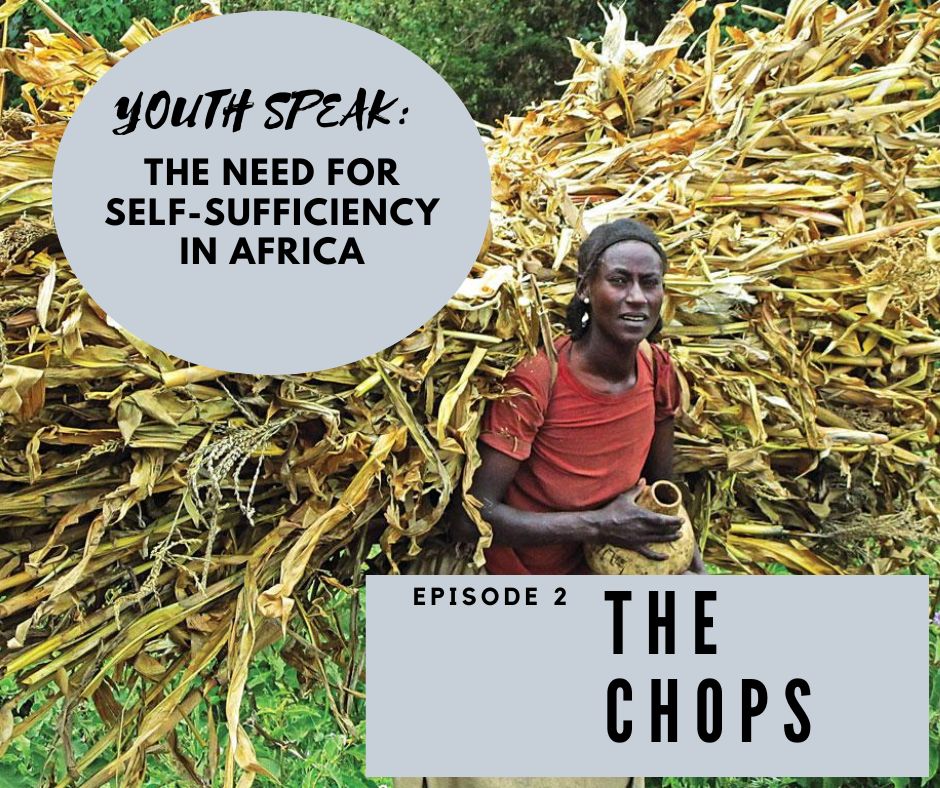 YOUTH SPEAK:
THE NEED FOR
SELF-SUFFICIENCY
IN AFRICA
EPISODE 2
THE
CHOPS